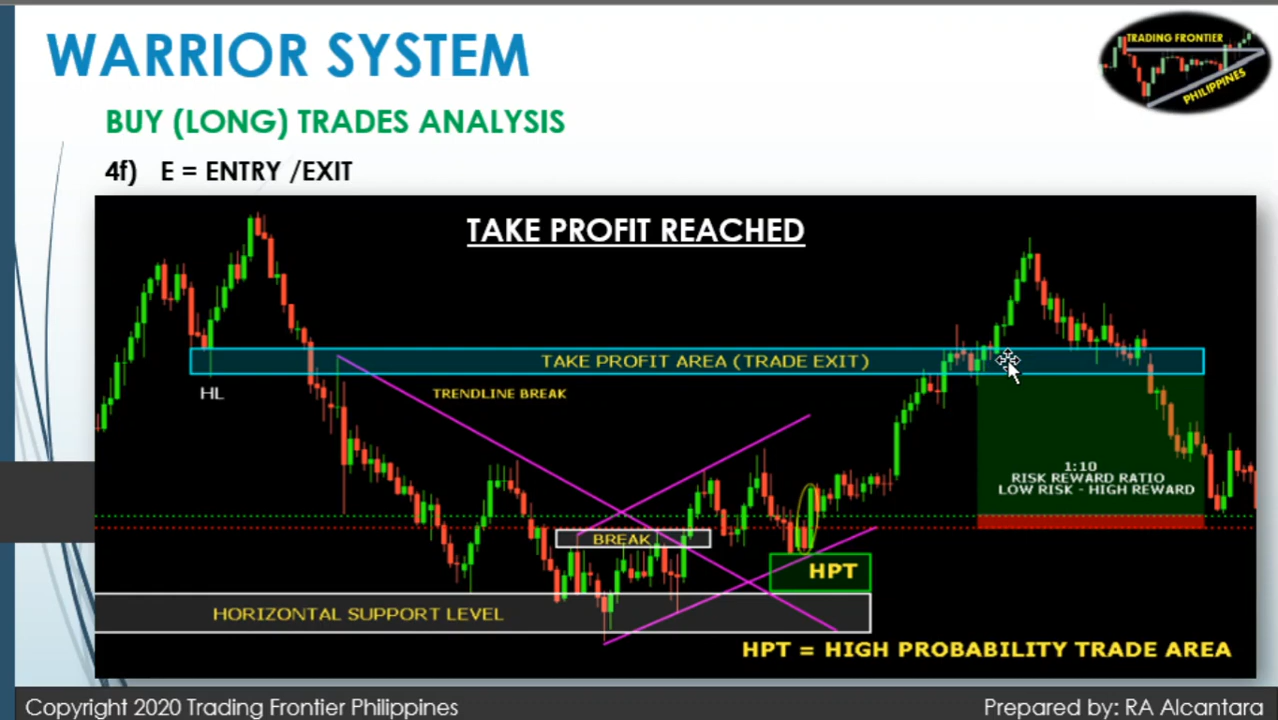 WARRIOR SYSTEM
TRADING FRONTIER
PHILIPPINES
BUY (LONG) TRADES ANALYSIS
4f) E = ENTRY /EXIT
TAKE PROFIT REACHED
TAKE PROFIT AREA (TRADE EXIT)
HL
TRENDLINE BREAK
1:10
RISK REWARD RATIO
LOW RISK - HIGH REWARD
BREAK
HPT
HORIZONTAL SUPPORT LEVEL
HPT = HIGH PROBABILITY TRADE AREA
Copyright 2020 Trading Frontier Philippines
Prepared by: RA Alcantara